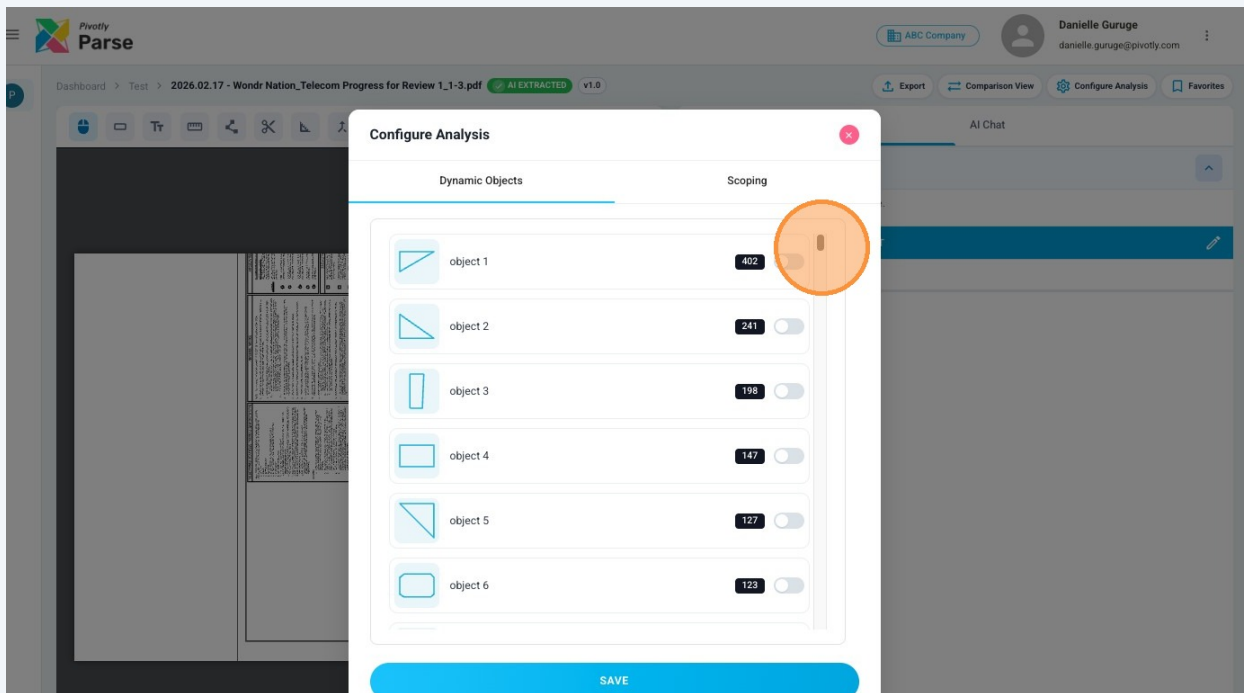 Pivotly
Parse
ABC Company
Danielle Guruge
danielle.guruge@pivotly.com
P
Dashboard > Test > 2026.02.17 - Wondr Nation_Telecom Progress for Review 1_1-3.pdf AI EXTRACTED v1.0
Export Comparison View Configure Analysis Favorites
Tт
AI Chat
Configure Analysis
Dynamic Objects Scoping
object 1 402
object 2 241
object 3 198
object 4 147
object 5 127
object 6 123
SAVE